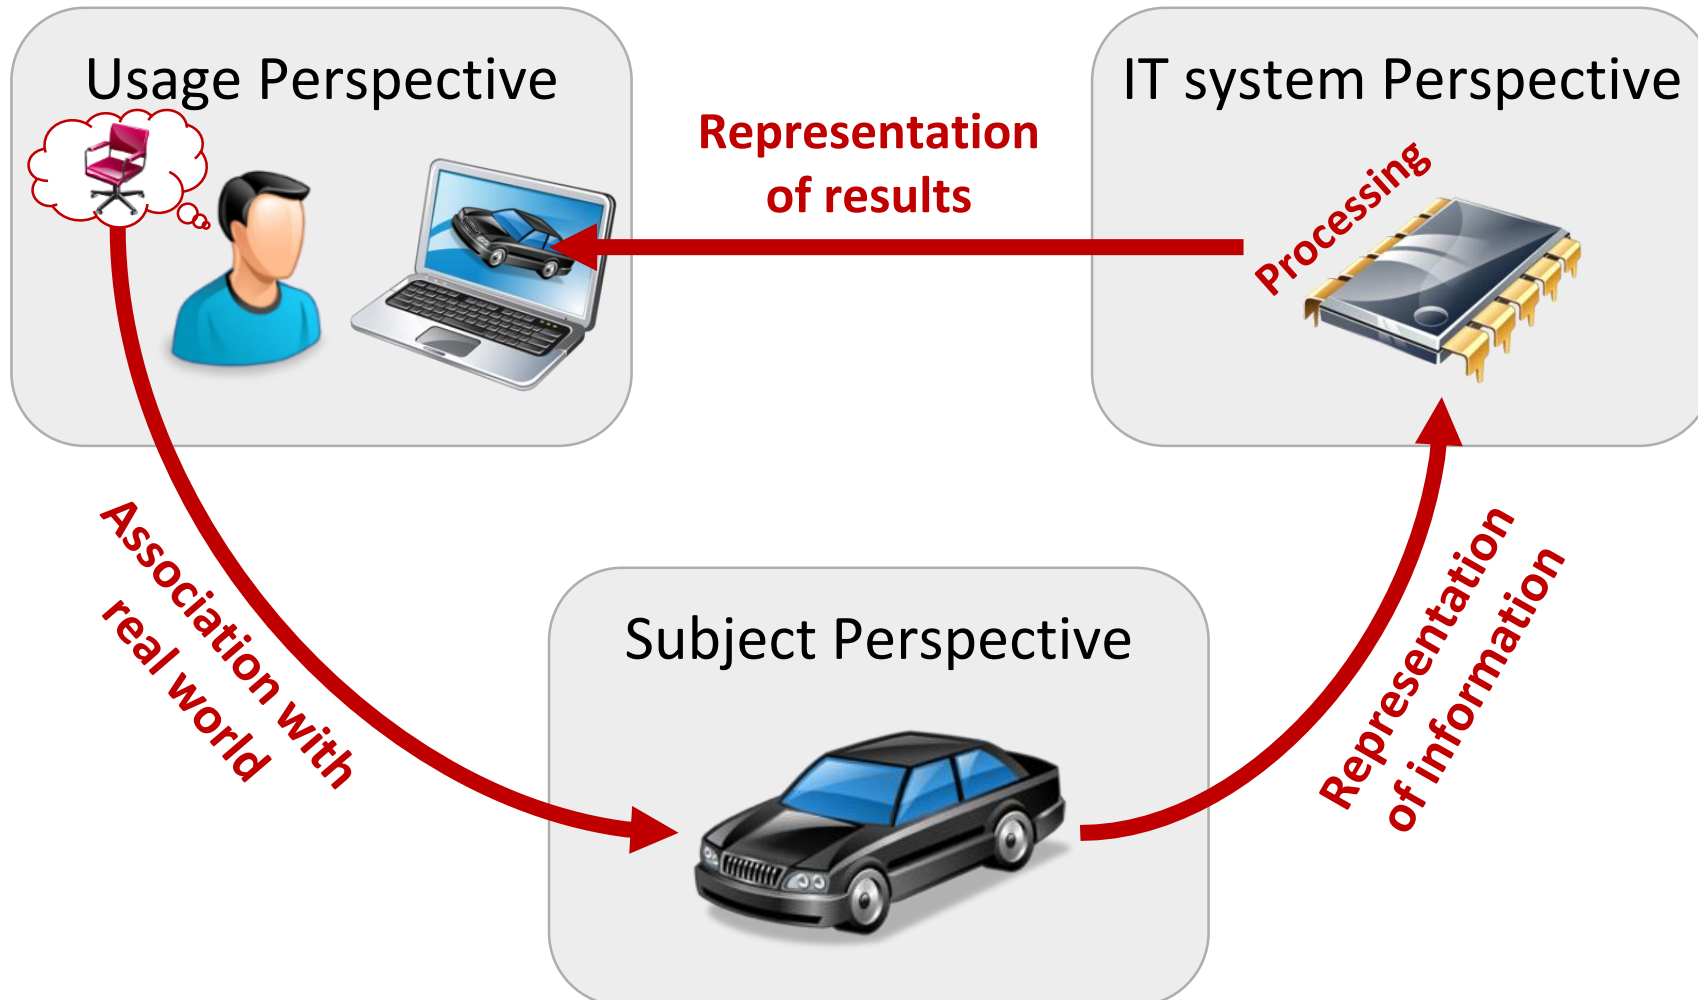 Usage Perspective
IT system Perspective
Representation
of results
Processing
Association with
real world
Subject Perspective
Representation
of information